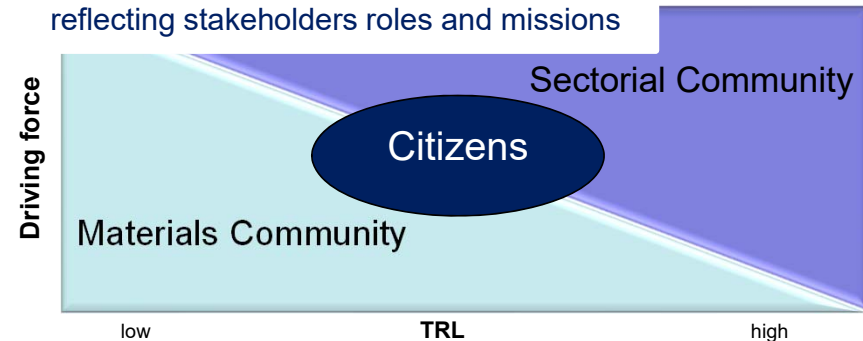 reflecting stakeholders roles and missions
Sectorial Community
Citizens
Driving force
Materials Community
low
TRL
high